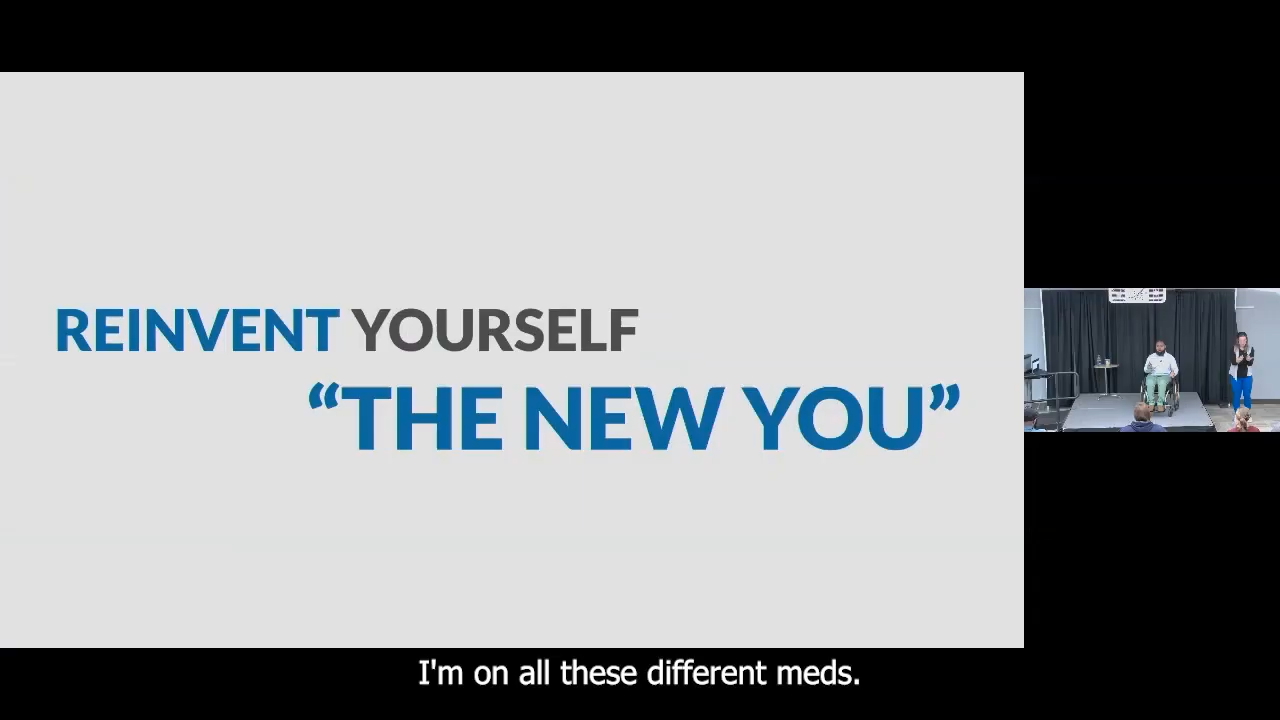 REINVENT YOURSELF
“THE NEW YOU”
I'm on all these different meds.